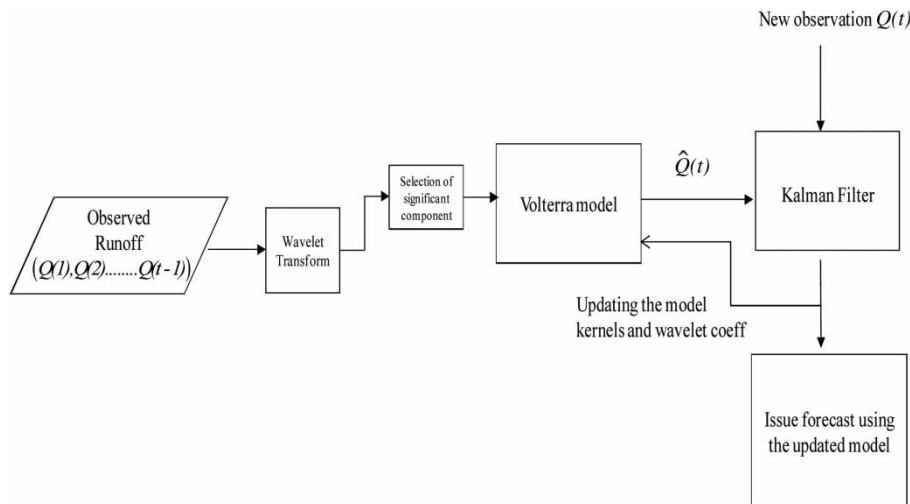 New observation Q(t)
Observed
Runoff
(Q(1),Q(2)........Q(t-1))
Wavelet
Transform
Selection of
significant
component
Volterra model
Q̂(t)
Kalman Filter
Updating the model
kernels and wavelet coeff
Issue forecast using
the updated model